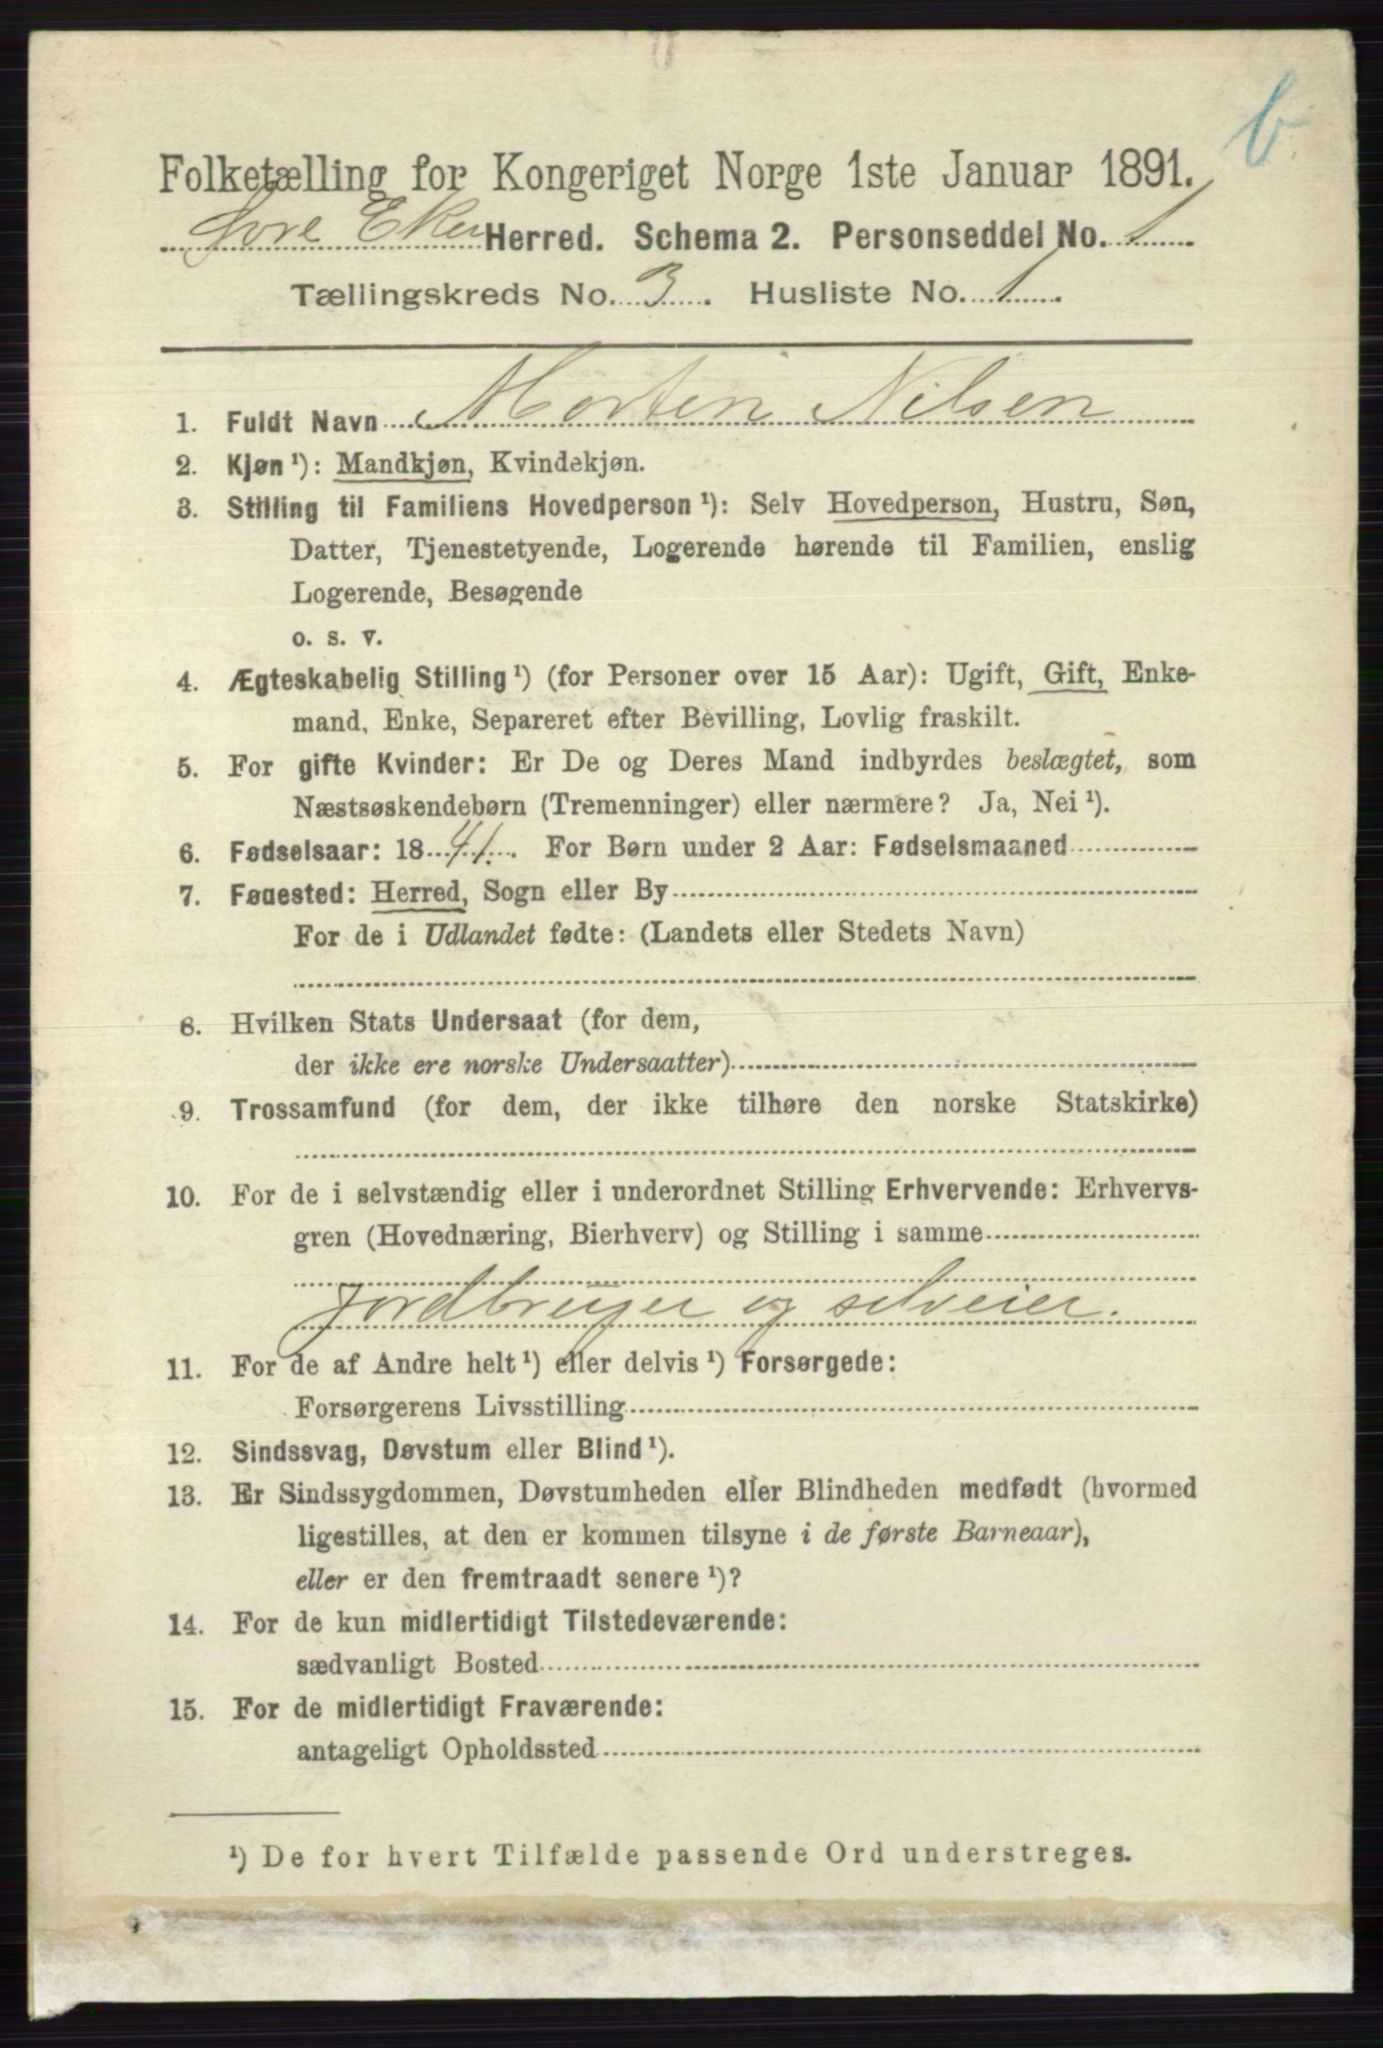 b.
Folketælling for Kongeriget Norge 1ste Januar 1891.
Øvre Eker Herred. Schema 2. Personseddel No. 1
Tællingskreds No. 3. Husliste No. 1.
1. Fuldt Navn Morten Nilsen
2. Kjøn ¹): Mandkjøn, Kvindekjøn.
3. Stilling til Familiens Hovedperson ¹): Selv Hovedperson, Hustru, Søn,
Datter, Tjenestetyende, Logerende hørende til Familien, enslig
Logerende, Besøgende
o. s. v.
4. Ægteskabelig Stilling ¹) (for Personer over 15 Aar): Ugift, Gift, Enke-
mand, Enke, Separeret efter Bevilling, Lovlig fraskilt.
5. For gifte Kvinder: Er De og Deres Mand indbyrdes beslægtet, som
Næstsøskendebørn (Tremenninger) eller nærmere? Ja, Nei ¹).
6. Fødselsaar: 1841. For Børn under 2 Aar: Fødselsmaaned
7. Fødested: Herred, Sogn eller By
For de i Udlandet fødte: (Landets eller Stedets Navn)
8. Hvilken Stats Undersaat (for dem,
der ikke ere norske Undersaatter)
9. Trossamfund (for dem, der ikke tilhøre den norske Statskirke)
10. For de i selvstændig eller i underordnet Stilling Erhvervende: Erhvervs-
gren (Hovednæring, Bierhverv) og Stilling i samme
Jordbruger og selveier.
11. For de af Andre helt ¹) eller delvis ¹) Forsørgede:
Forsørgerens Livsstilling
12. Sindssvag, Døvstum eller Blind ¹).
13. Er Sindssygdommen, Døvstumheden eller Blindheden medfødt (hvormed
ligestilles, at den er kommen tilsyne i de første Barneaar),
eller er den fremtraadt senere ¹)?
14. For de kun midlertidigt Tilstedeværende:
sædvanligt Bosted
15. For de midlertidigt Fraværende:
antageligt Opholdssted
¹) De for hvert Tilfælde passende Ord understreges.